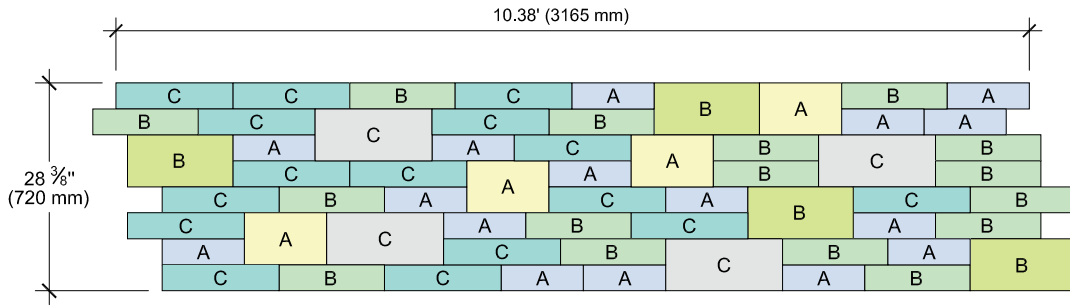 10.38' (3165 mm)
28 3/8"
(720 mm)
C C B C A B A B A
B C C C B A A
B A A C A B C B
C C A A B B
C B A C A B C B
C A C A B C A B
A C B C B A B
C B C A A A B